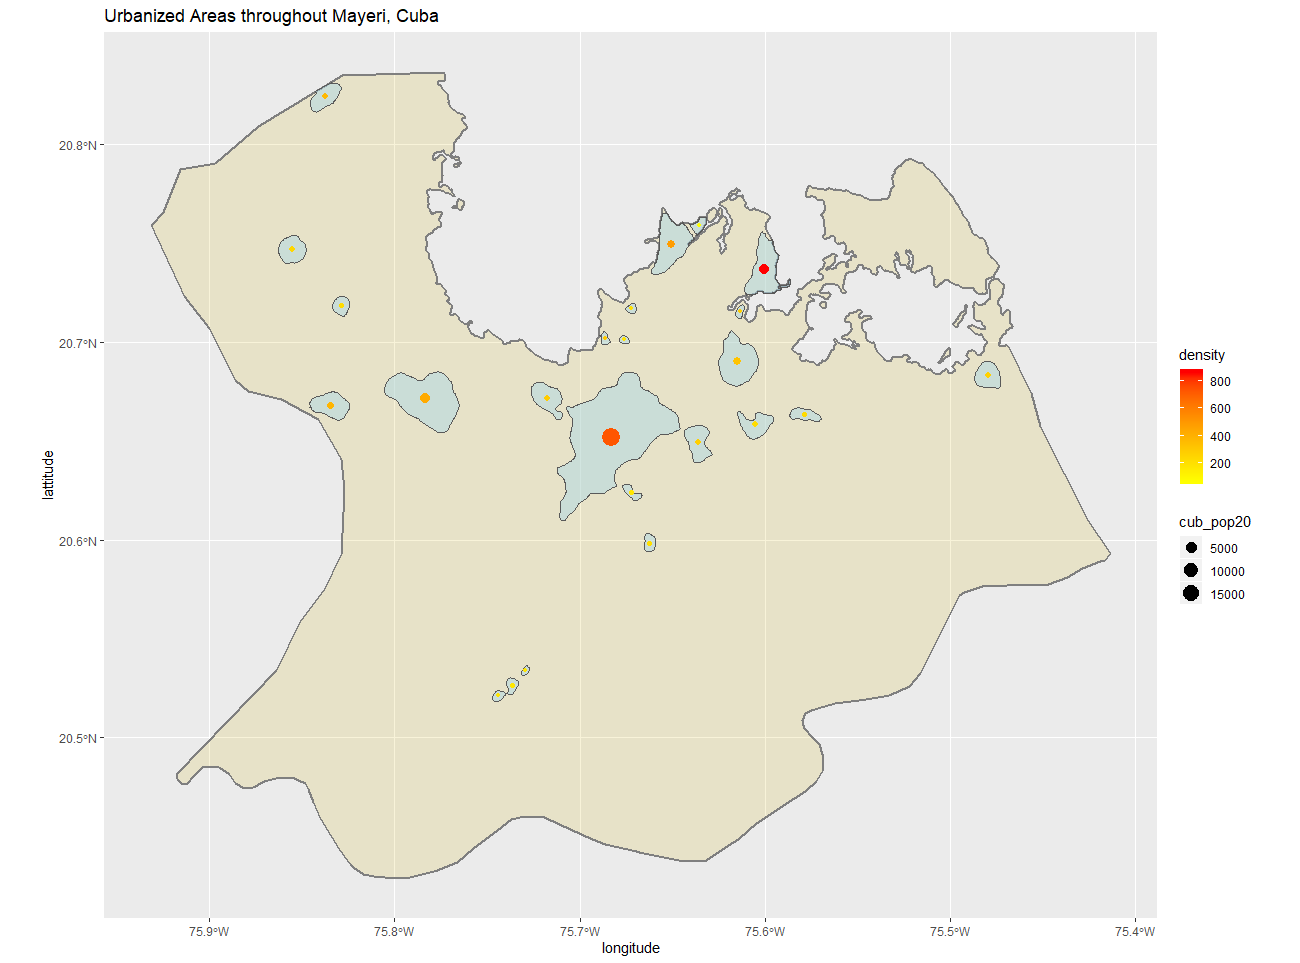 Urbanized Areas throughout Mayeri, Cuba
20.8°N
20.7°N
20.6°N
20.5°N
lattitude
75.9°W
75.8°W
75.7°W
75.6°W
75.5°W
75.4°W
longitude
density
800
600
400
200
cub_pop20
5000
10000
15000